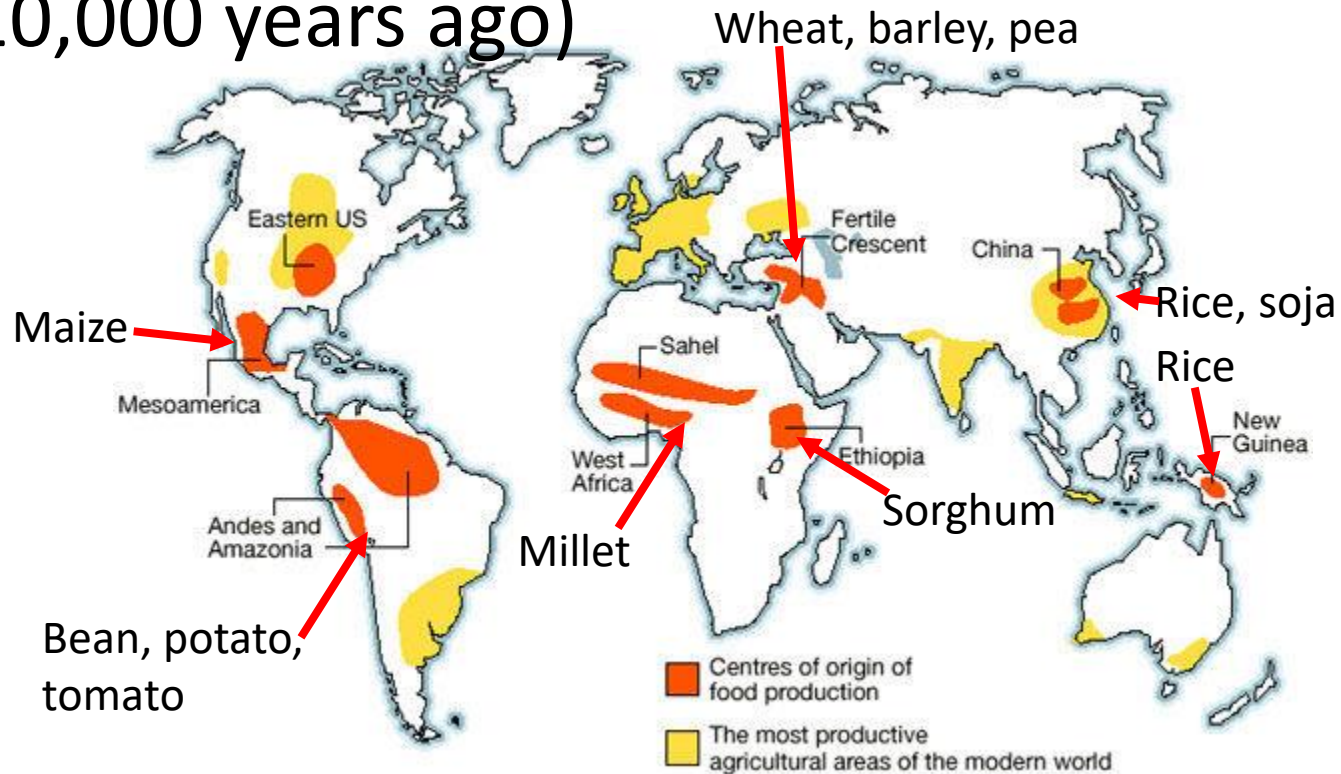 10,000 years ago)
Wheat, barley, pea
Eastern US
Fertile
Crescent
China
Maize
Rice, soja
Sahel
Rice
Mesoamerica
New
Guinea
West
Africa
Ethiopia
Sorghum
Andes and
Amazonia
Millet
Bean, potato,
tomato
Centres of origin of
food production
The most productive
agricultural areas of the modern world